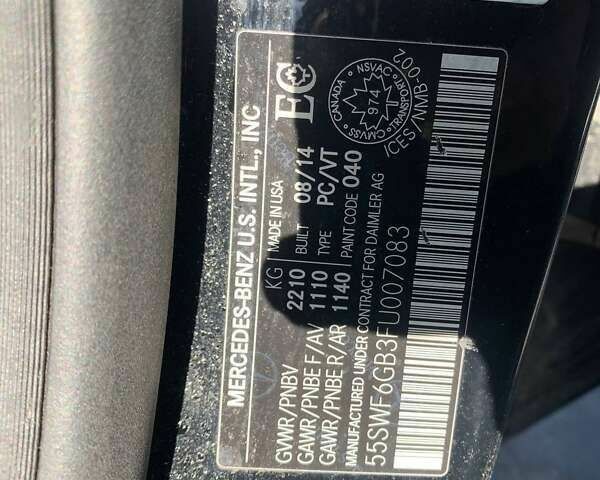 MERCEDES-BENZ U.S. INTL., INC
KG MADE IN USA
GVWR/PNBV 2210 BUILT 08/14
GAWR/PNBE F/AV 1110 TYPE PC/VT
GAWR/PNBE R/AR 1140 PAINT CODE 040
MANUFACTURED UNDER CONTRACT FOR DAIMLER AG
55SWF6GB3FU007083
EC
CANADA
NSVAC
974
CMVSS
TRANSPORT
ICES/NMB-002